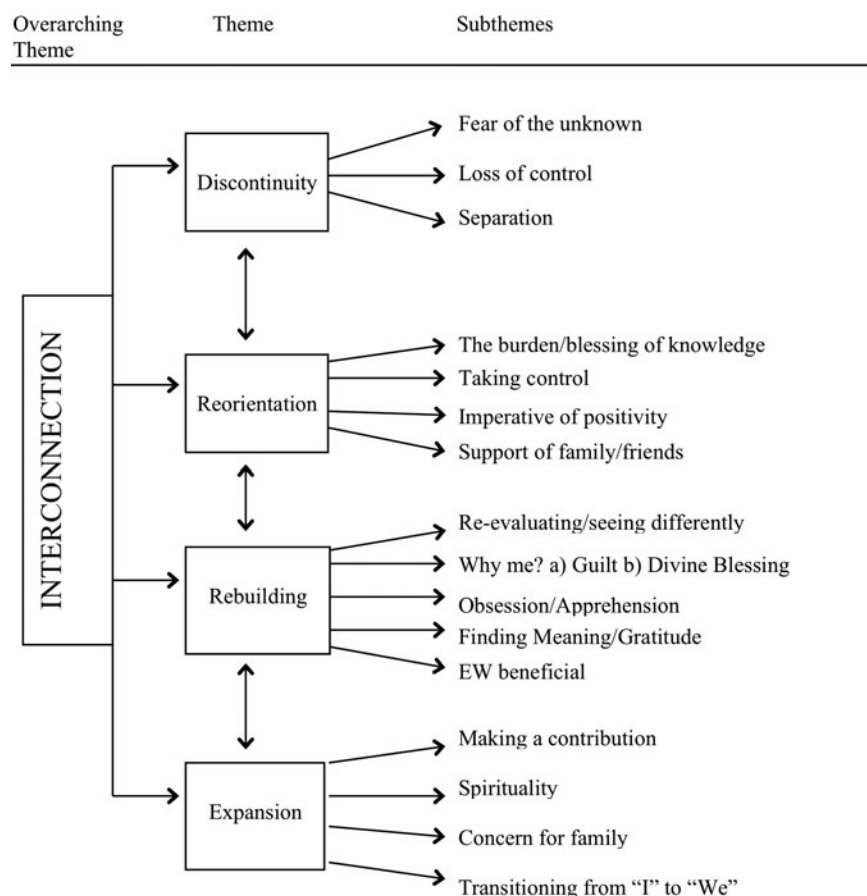 Overarching Theme Subthemes
Theme
Fear of the unknown
Discontinuity
Loss of control
Separation
INTERCONNECTION
The burden/blessing of knowledge
Reorientation
Taking control
Imperative of positivity
Support of family/friends
Re-evaluating/seeing differently
Why me? a) Guilt b) Divine Blessing
Rebuilding
Obsession/Apprehension
Finding Meaning/Gratitude
EW beneficial
Making a contribution
Expansion
Spirituality
Concern for family
Transitioning from “I” to “We”